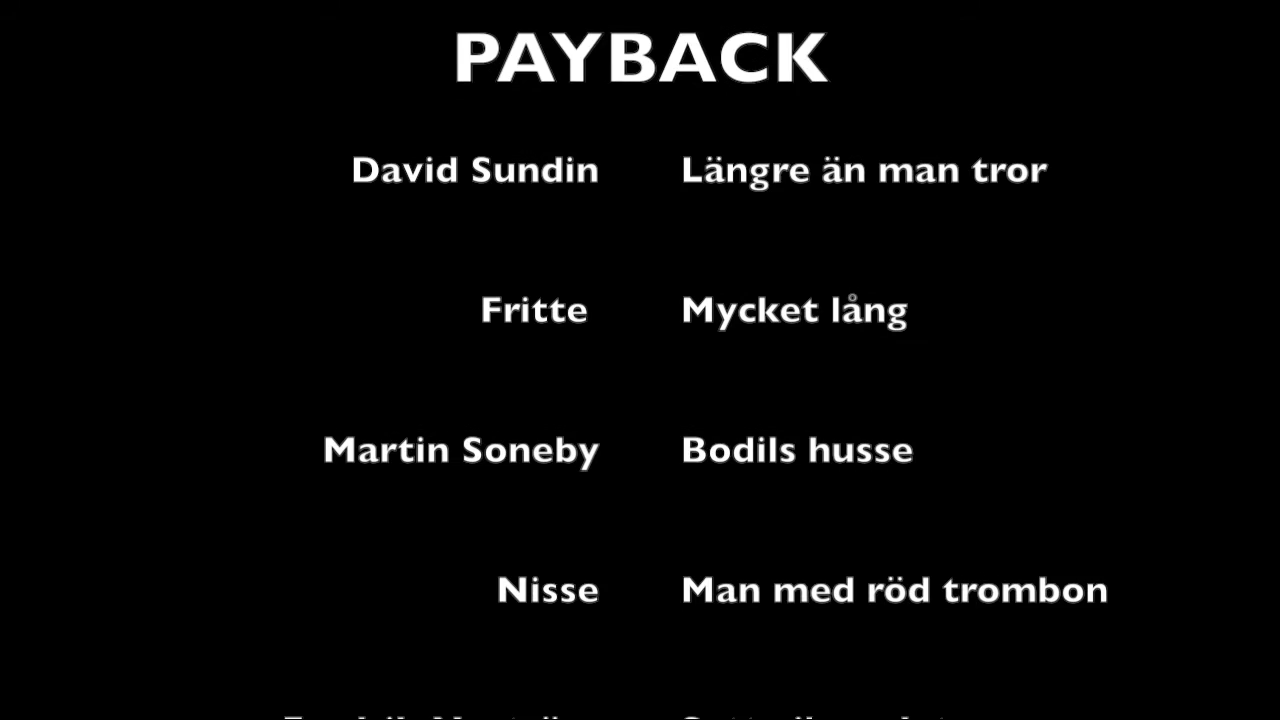 PAYBACK
David Sundin Längre än man tror
Fritte Mycket lång
Martin Soneby Bodils husse
Nisse Man med röd trombon